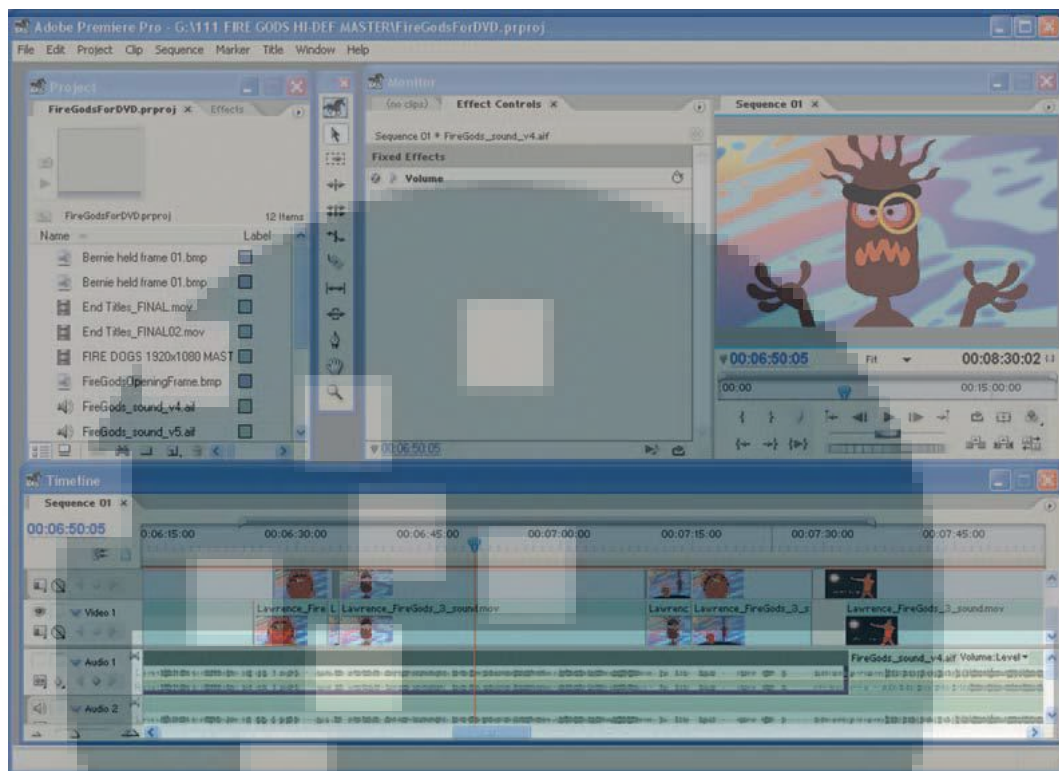 Adobe Premiere Pro - G:\111 FIRE GODS HI-DEF MASTER\FireGodsForDVD.prproj
File Edit Project Clip Sequence Marker Title Window Help
Project
FireGodsForDVD.prproj × Effects
FireGodsForDVD.prproj 12 Items
Name Label
Bernie held frame 01.bmp
Bernie held frame 01.bmp
End Titles_FINAL.mov
End Titles_FINAL02.mov
FIRE DOGS 1920x1080 MAST
FireGodsOpeningFrame.bmp
FireGods_sound_v4.aif
FireGods_sound_v5.aif
Monitor
(no clips) Effect Controls ×
Sequence 01 * FireGods_sound_v4.aif
Fixed Effects
Volume
00:06:50:05
Sequence 01 ×
00:06:50:05 Fit 00:08:30:02
00:00 00:15:00:00
Timeline
Sequence 01 ×
00:06:50:05 0:06:15:00 00:06:30:00 00:06:45:00 00:07:00:00 00:07:15:00 00:07:30:00 00:07:45:00
Video 1 Lawrence_Fire L Lawrence_FireGods_3_sound.mov Lawrenc Lawrence_FireGods_3_s Lawrence_FireGods_3_sound.mov
Audio 1 FireGods_sound_v4.aif Volume:Level
Audio 2